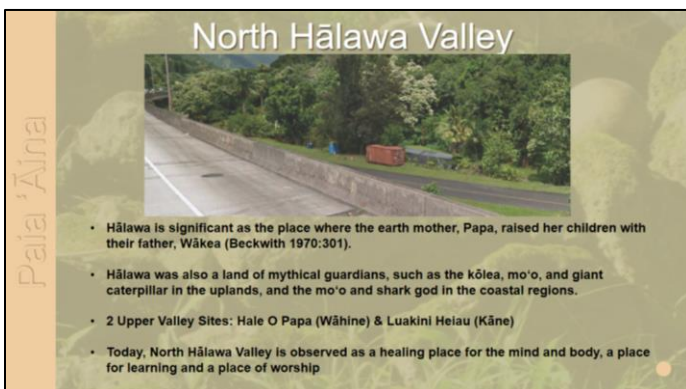 North Hālawa Valley
Paia ʻĀina
• Hālawa is significant as the place where the earth mother, Papa, raised her children with
their father, Wākea (Beckwith 1970:301).
• Hālawa was also a land of mythical guardians, such as the kōlea, moʻo, and giant
caterpillar in the uplands, and the moʻo and shark god in the coastal regions.
• 2 Upper Valley Sites: Hale O Papa (Wāhine) & Luakini Heiau (Kāne)
• Today, North Hālawa Valley is observed as a healing place for the mind and body, a place
for learning and a place of worship